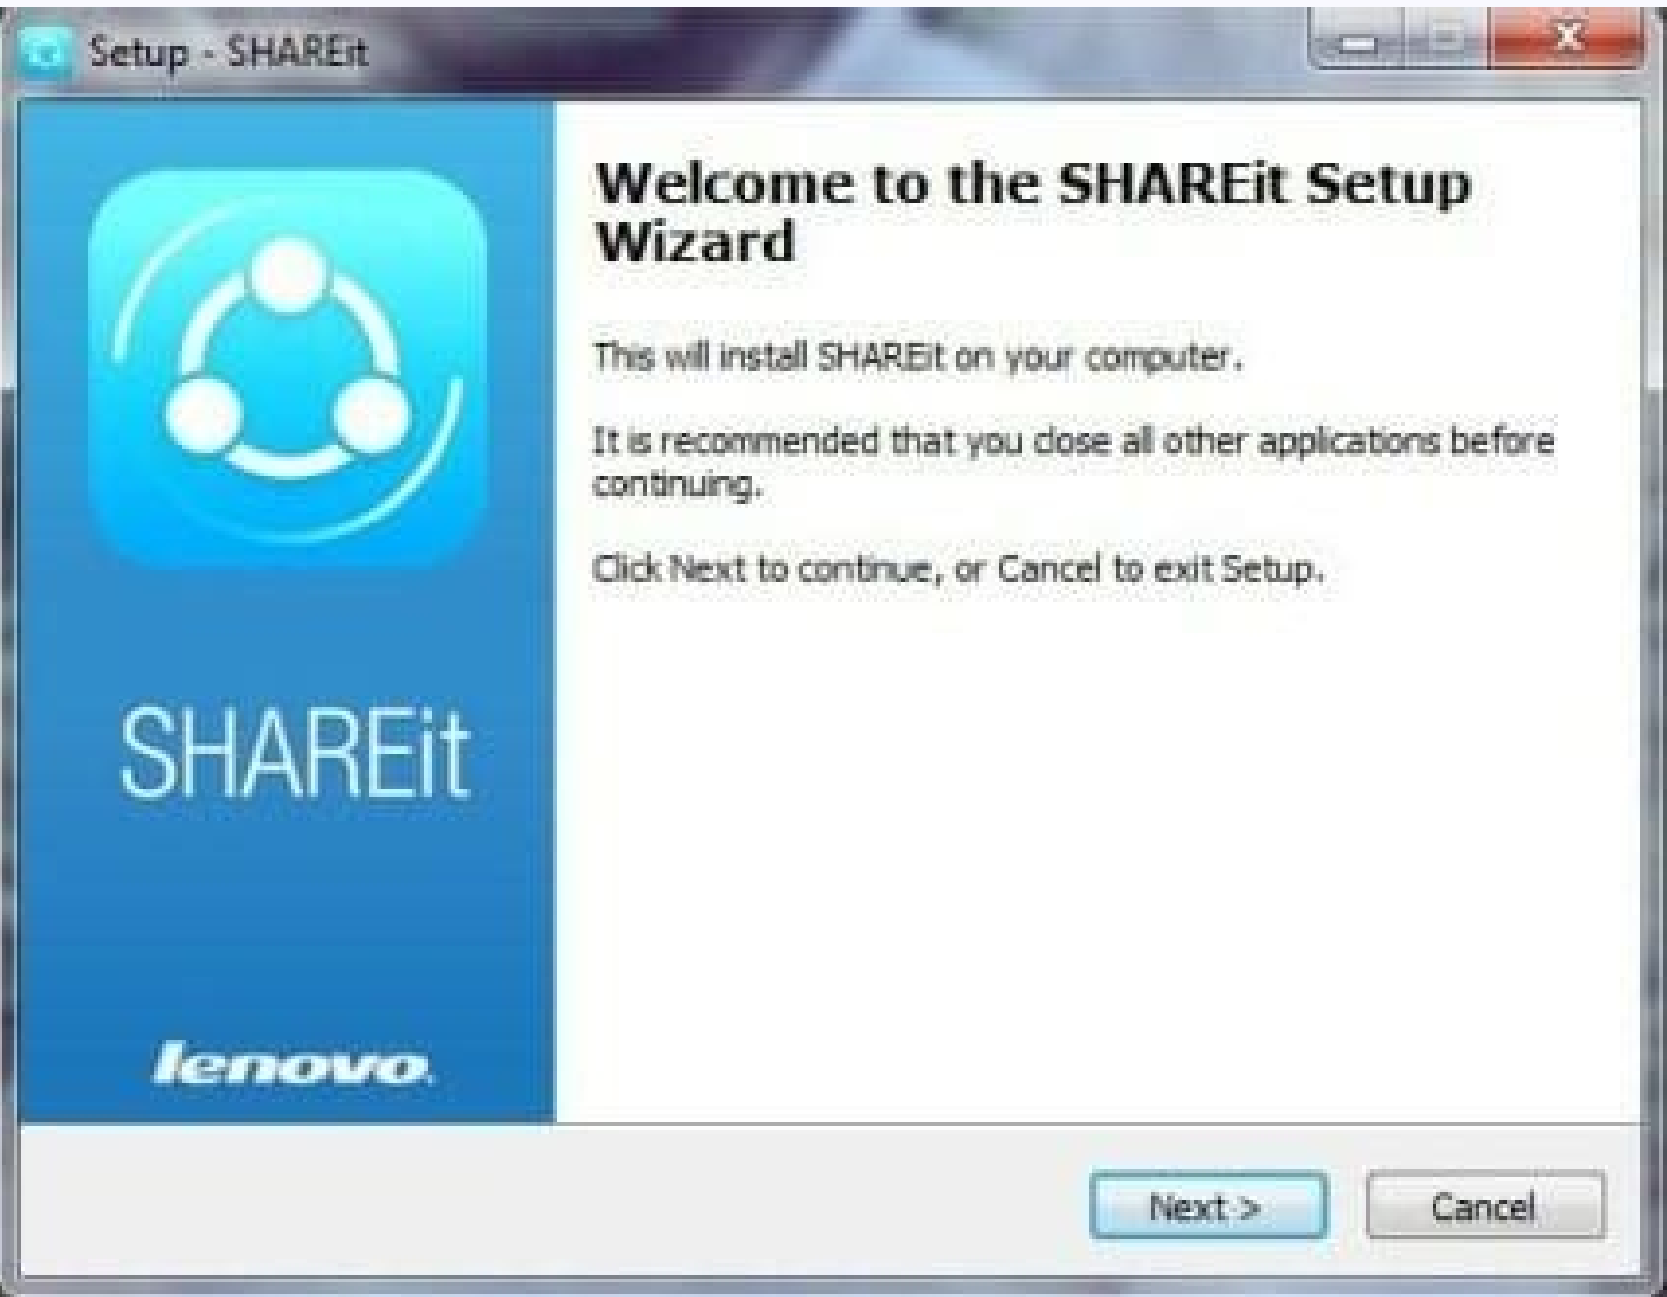 Setup - SHAREit
Welcome to the SHAREit Setup
Wizard
This will install SHAREit on your computer.
It is recommended that you close all other applications before
continuing.
Click Next to continue, or Cancel to exit Setup.
SHAREit
lenovo
Next >
Cancel